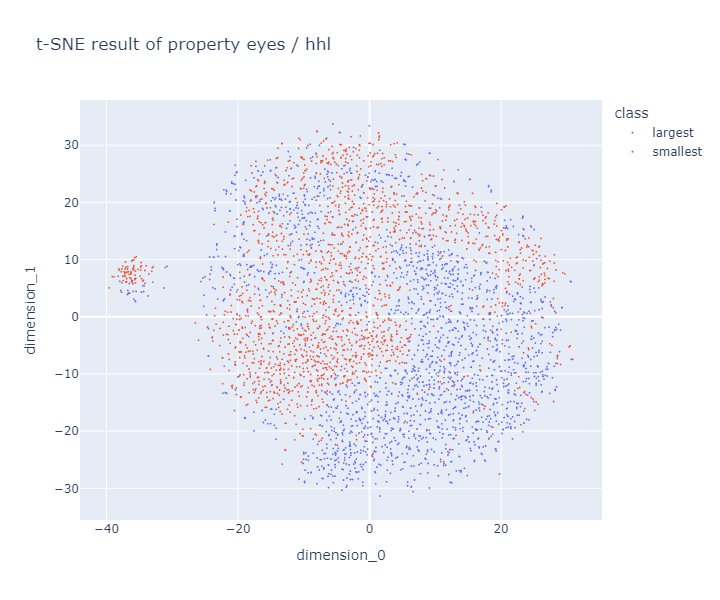 t-SNE result of property eyes / hhl
class
largest
smallest
30
20
10
0
−10
−20
−30
dimension_1
−40
−20
0
20
dimension_0